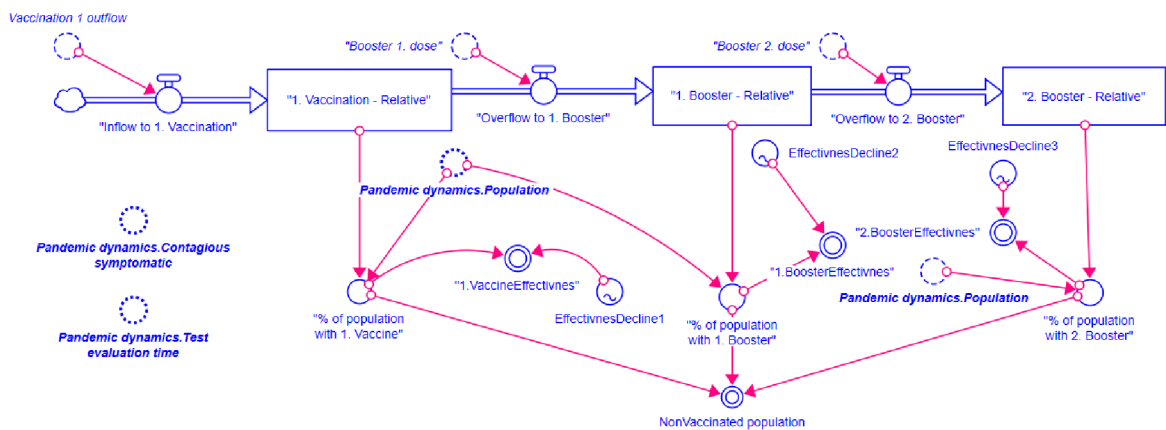 Vaccination 1 outflow
"Booster 1. dose"
"Booster 2. dose"
"1. Vaccination - Relative"
"1. Booster - Relative"
"2. Booster - Relative"
"Inflow to 1. Vaccination"
"Overflow to 1. Booster"
"Overflow to 2. Booster"
EffectivnesDecline2
EffectivnesDecline3
Pandemic dynamics.Population
Pandemic dynamics.Contagious
symptomatic
"2.BoosterEffectivnes"
"1.VaccineEffectivnes"
"1.BoosterEffectivnes"
Pandemic dynamics.Population
EffectivnesDecline1
"% of population
with 1. Vaccine"
"% of population
with 1. Booster"
"% of population
with 2. Booster"
Pandemic dynamics.Test
evaluation time
NonVaccinated population